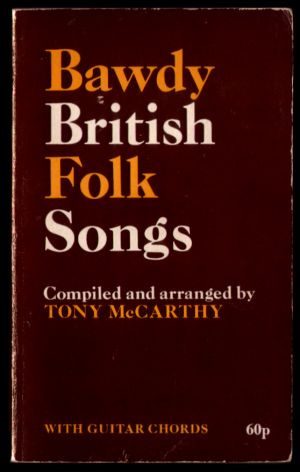 Bawdy
British
Folk
Songs
Compiled and arranged by
TONY McCARTHY
WITH GUITAR CHORDS 60p